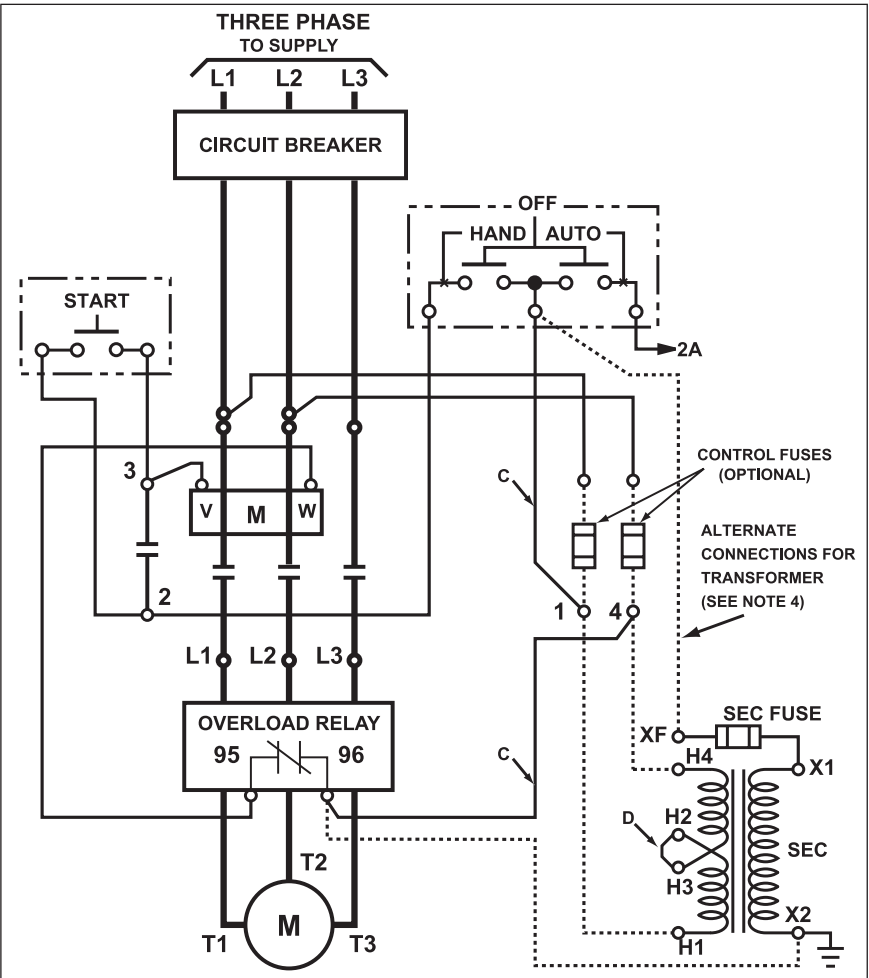 THREE PHASE
TO SUPPLY
L1 L2 L3
CIRCUIT BREAKER
OFF
HAND AUTO
START
2A
3
V M W
C
CONTROL FUSES
(OPTIONAL)
ALTERNATE
CONNECTIONS FOR
TRANSFORMER
(SEE NOTE 4)
2
1 4
L1 L2 L3
OVERLOAD RELAY
95 96
C
XF
SEC FUSE
H4
X1
H2
D
H3
SEC
X2
H1
T2
T1
M
T3